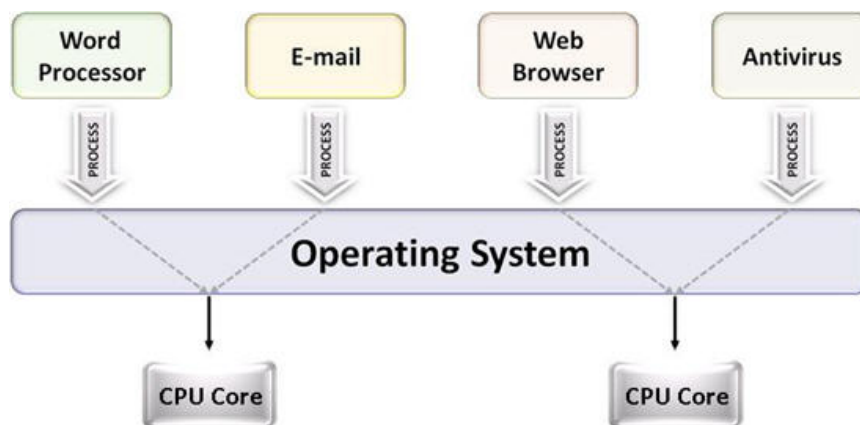 Word
Processor
E-mail
Web
Browser
Antivirus
PROCESS
PROCESS
PROCESS
PROCESS
Operating System
CPU Core
CPU Core